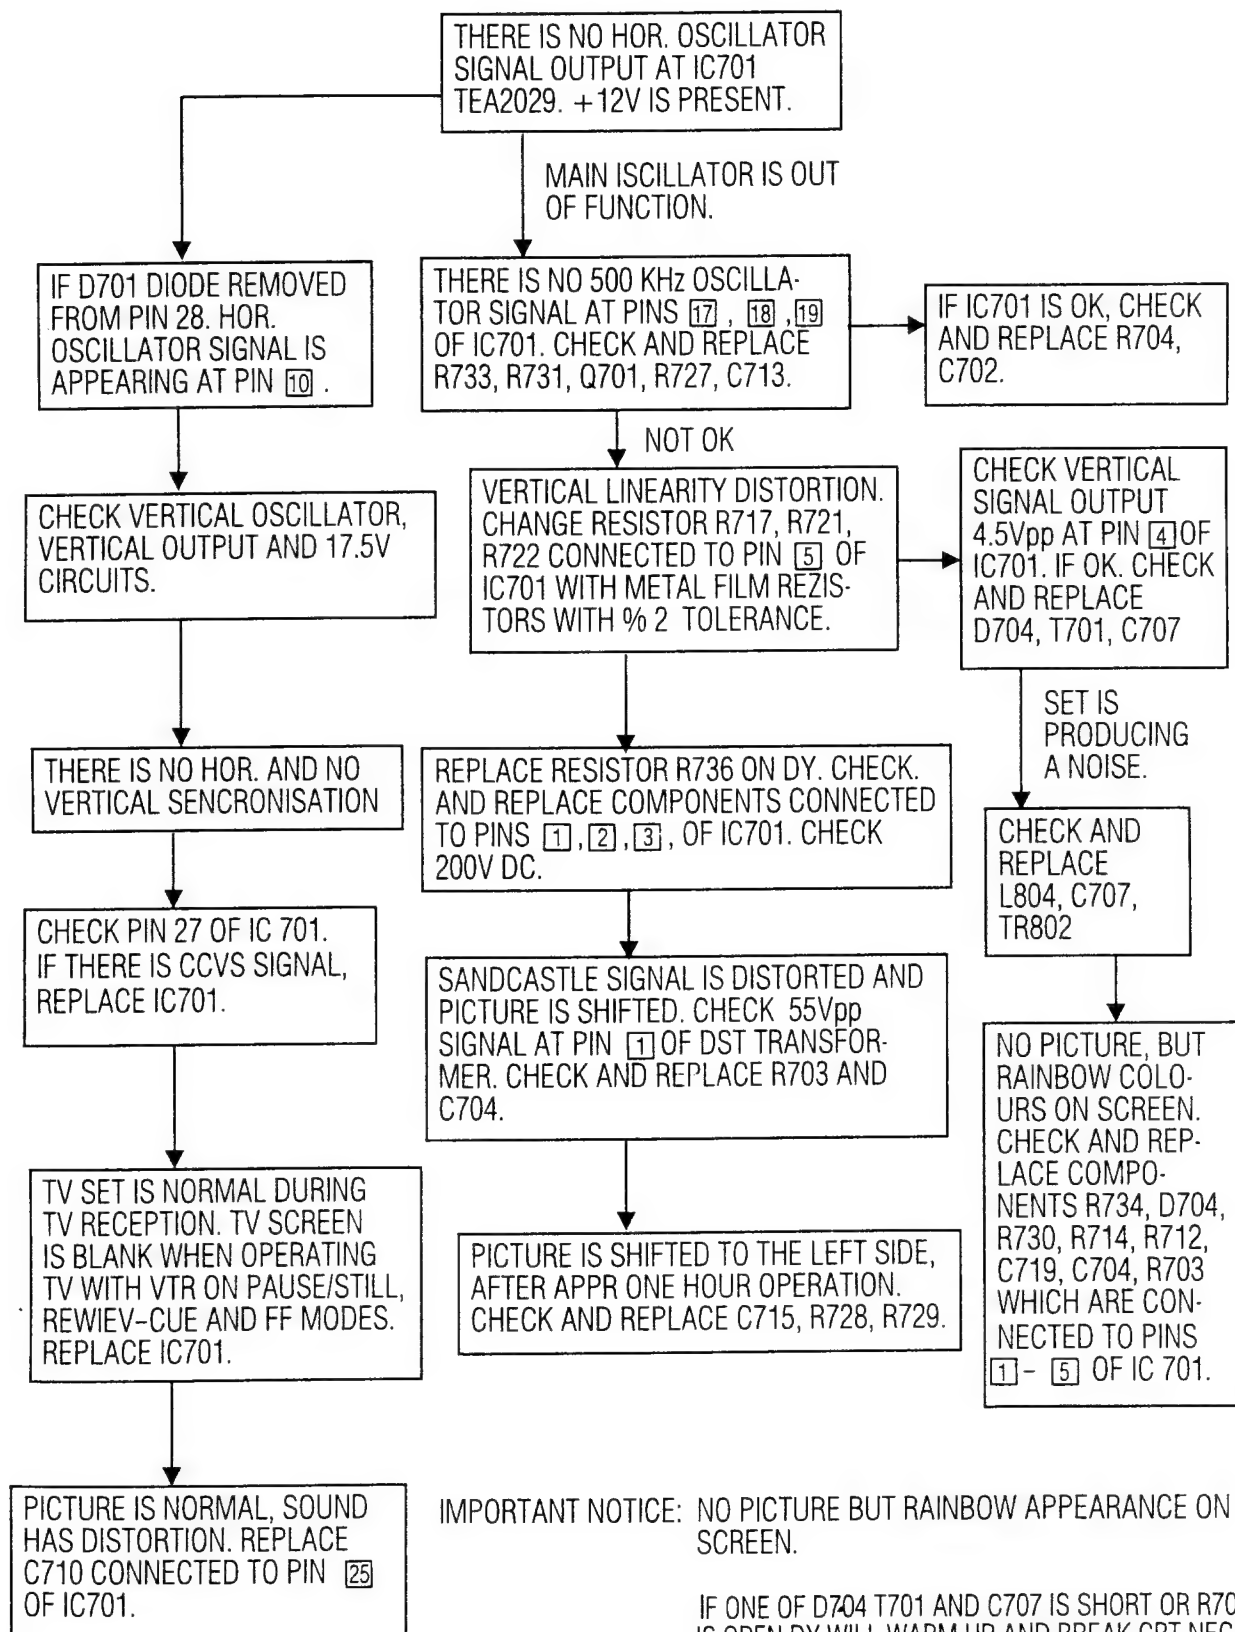 THERE IS NO HOR. OSCILLATOR
SIGNAL OUTPUT AT IC701
TEA2029. +12V IS PRESENT.
MAIN ISCILLATOR IS OUT
OF FUNCTION.
IF D701 DIODE REMOVED
FROM PIN 28. HOR.
OSCILLATOR SIGNAL IS
APPEARING AT PIN 10 .
THERE IS NO 500 KHz OSCILLA-
TOR SIGNAL AT PINS 17 , 18 ,19
OF IC701. CHECK AND REPLACE
R733, R731, Q701, R727, C713.
IF IC701 IS OK, CHECK
AND REPLACE R704,
C702.
NOT OK
CHECK VERTICAL OSCILLATOR,
VERTICAL OUTPUT AND 17.5V
CIRCUITS.
VERTICAL LINEARITY DISTORTION.
CHANGE RESISTOR R717, R721,
R722 CONNECTED TO PIN 5 OF
IC701 WITH METAL FILM REZIS-
TORS WITH % 2 TOLERANCE.
CHECK VERTICAL
SIGNAL OUTPUT
4.5Vpp AT PIN 4 OF
IC701. IF OK. CHECK
AND REPLACE
D704, T701, C707
SET IS
PRODUCING
A NOISE.
THERE IS NO HOR. AND NO
VERTICAL SENCRONISATION
REPLACE RESISTOR R736 ON DY. CHECK.
AND REPLACE COMPONENTS CONNECTED
TO PINS 1 , 2 , 3 , OF IC701. CHECK
200V DC.
CHECK AND
REPLACE
L804, C707,
TR802
CHECK PIN 27 OF IC 701.
IF THERE IS CCVS SIGNAL,
REPLACE IC701.
SANDCASTLE SIGNAL IS DISTORTED AND
PICTURE IS SHIFTED. CHECK 55Vpp
SIGNAL AT PIN 1 OF DST TRANSFOR-
MER. CHECK AND REPLACE R703 AND
C704.
NO PICTURE, BUT
RAINBOW COLO-
URS ON SCREEN.
CHECK AND REP-
LACE COMPO-
NENTS R734, D704,
R730, R714, R712,
C719, C704, R703
WHICH ARE CON-
NECTED TO PINS
1 - 5 OF IC 701.
TV SET IS NORMAL DURING
TV RECEPTION. TV SCREEN
IS BLANK WHEN OPERATING
TV WITH VTR ON PAUSE/STILL,
REWIEV-CUE AND FF MODES.
REPLACE IC701.
PICTURE IS SHIFTED TO THE LEFT SIDE,
AFTER APPR ONE HOUR OPERATION.
CHECK AND REPLACE C715, R728, R729.
PICTURE IS NORMAL, SOUND
HAS DISTORTION. REPLACE
C710 CONNECTED TO PIN 25
OF IC701.
IMPORTANT NOTICE: NO PICTURE BUT RAINBOW APPEARANCE ON
SCREEN.
IF ONE OF D704 T701 AND C707 IS SHORT OR
IS OPEN DY WILL WARM UP AND BREAK CRT